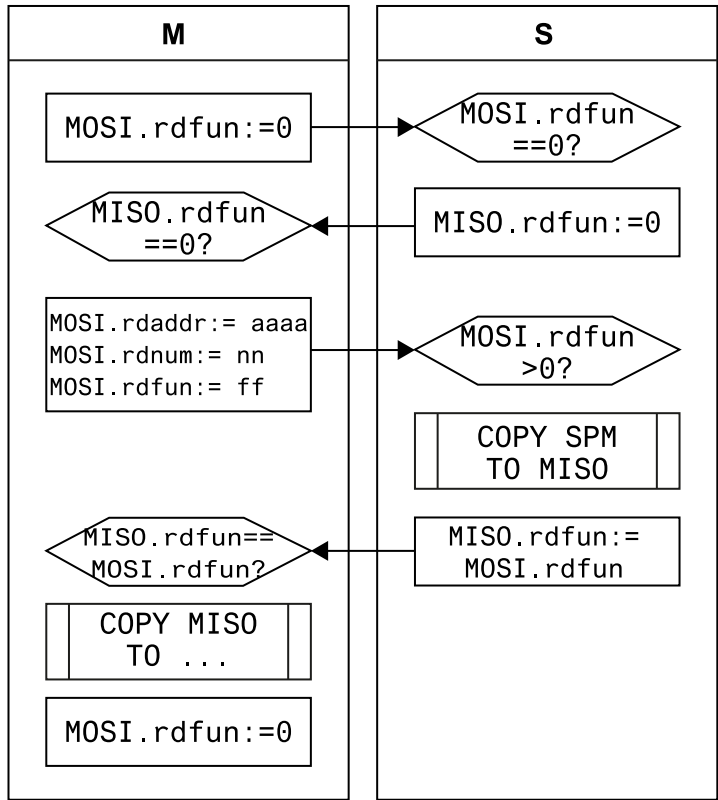 M
S
MOSI.rdfun:=0
MOSI.rdfun
==0?
MISO.rdfun
==0?
MISO.rdfun:=0
MOSI.rdaddr:= aaaa
MOSI.rdnum:= nn
MOSI.rdfun:= ff
MOSI.rdfun
>0?
COPY SPM
TO MISO
MISO.rdfun==
MOSI.rdfun?
MISO.rdfun:=
MOSI.rdfun
COPY MISO
TO ...
MOSI.rdfun:=0